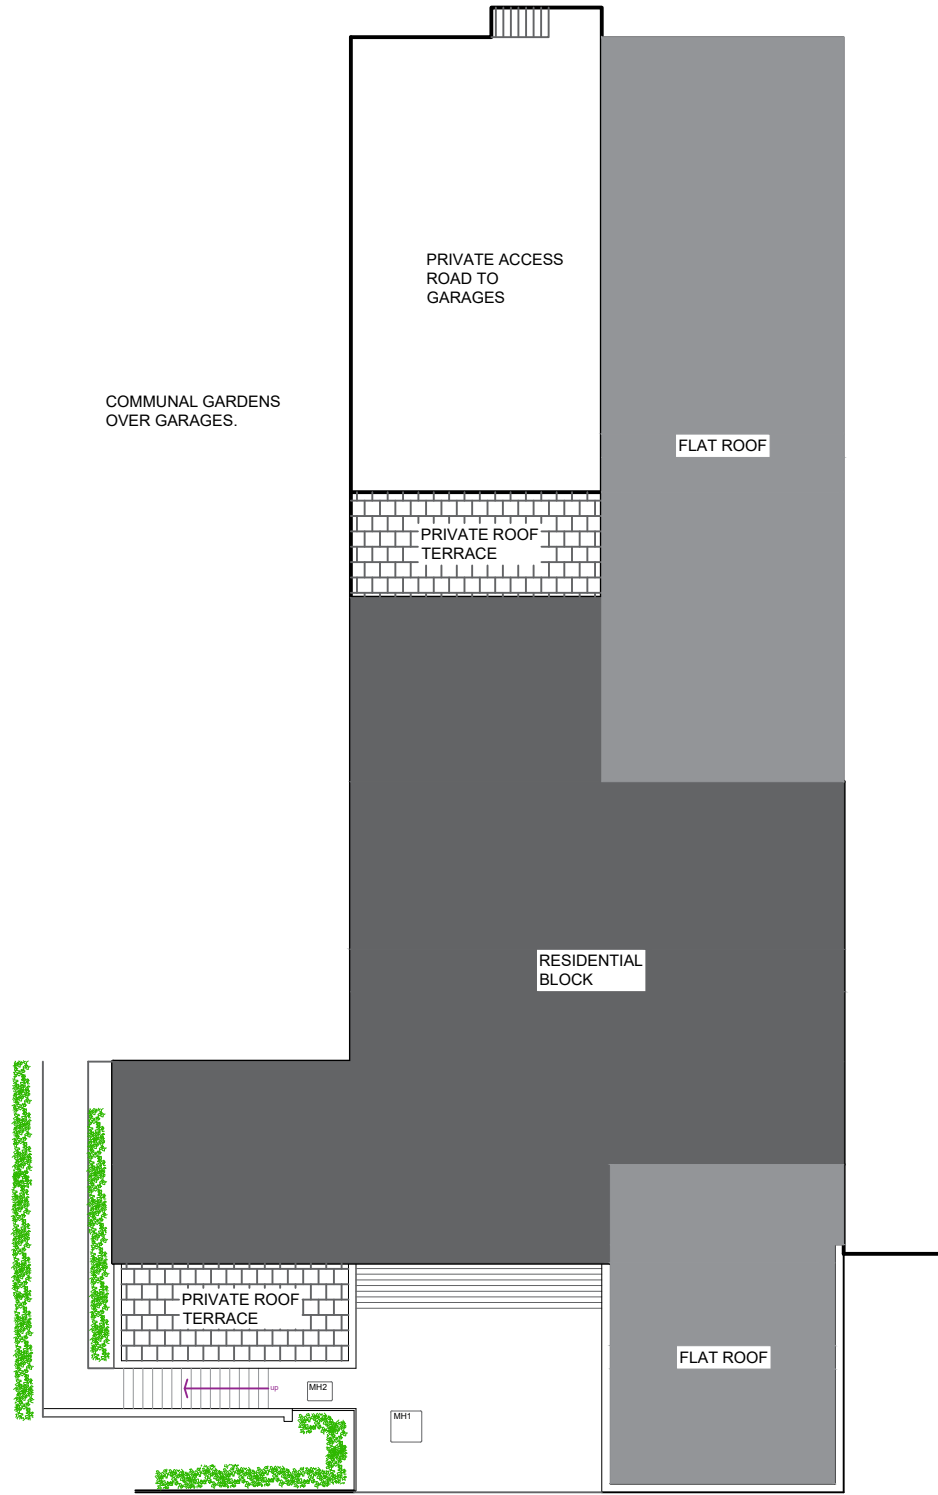 PRIVATE ACCESS
ROAD TO
GARAGES
COMMUNAL GARDENS
OVER GARAGES.
FLAT ROOF
PRIVATE ROOF
TERRACE
RESIDENTIAL
BLOCK
PRIVATE ROOF
TERRACE
FLAT ROOF
up
MH2
MH1